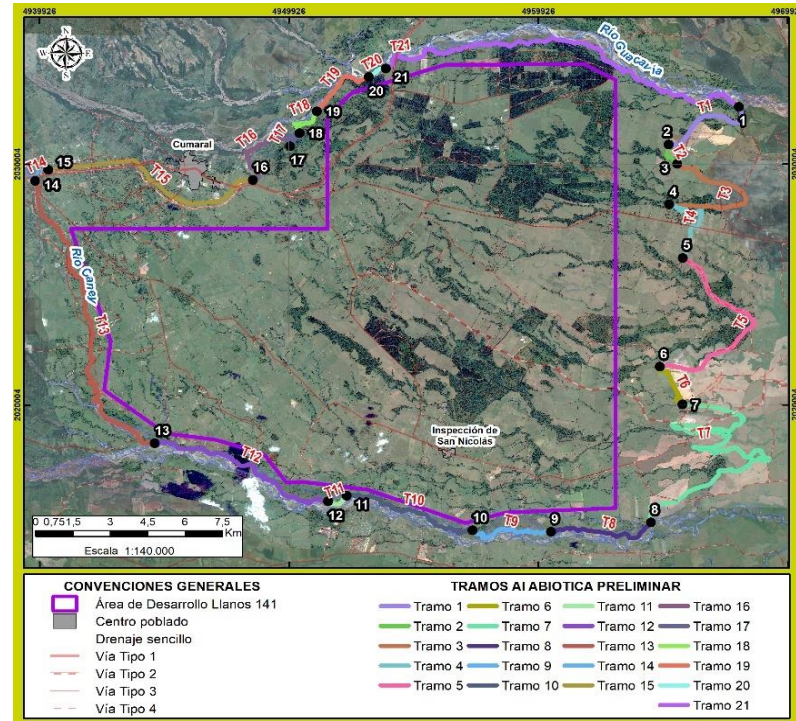 4939926 4949926 4959926 4969926
2030004 2030004
2020004 2020004
N
W E
S
Río Guacavía
Río Caney
Cumaral
Inspección de
San Nicolás
T1
T2
T3
T4
T5
T6
T7
T8
T9
T10
T11
T12
T13
T14
T15
T16
T17
T18
T19
T20
T21
1
2
3
4
5
6
7
8
9
10
11
12
13
14
15
16
17
18
19
20
21
0 0,751,5 3 4,5 6 7,5
Km
Escala 1:140.000
CONVENCIONES GENERALES
Área de Desarrollo Llanos 141
Centro poblado
Drenaje sencillo
Vía Tipo 1
Vía Tipo 2
Vía Tipo 3
Vía Tipo 4
TRAMOS AI ABIOTICA PRELIMINAR
Tramo 1 Tramo 6 Tramo 11 Tramo 16
Tramo 2 Tramo 7 Tramo 12 Tramo 17
Tramo 3 Tramo 8 Tramo 13 Tramo 18
Tramo 4 Tramo 9 Tramo 14 Tramo 19
Tramo 5 Tramo 10 Tramo 15 Tramo 20
Tramo 21